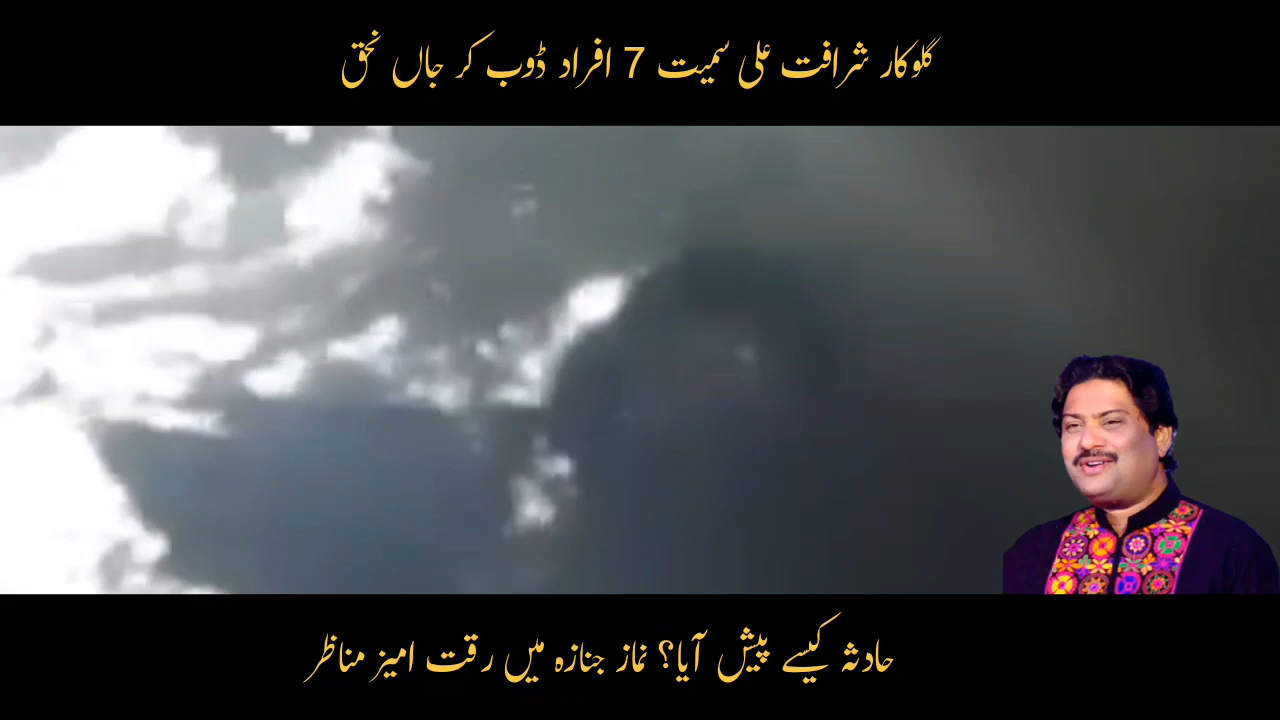 گلوکار شرافت علی سمیت 7 افراد ڈوب کر جاں بحق
حادثہ کیسے پیش آیا؟ نماز جنازہ میں رقت امیز مناظر